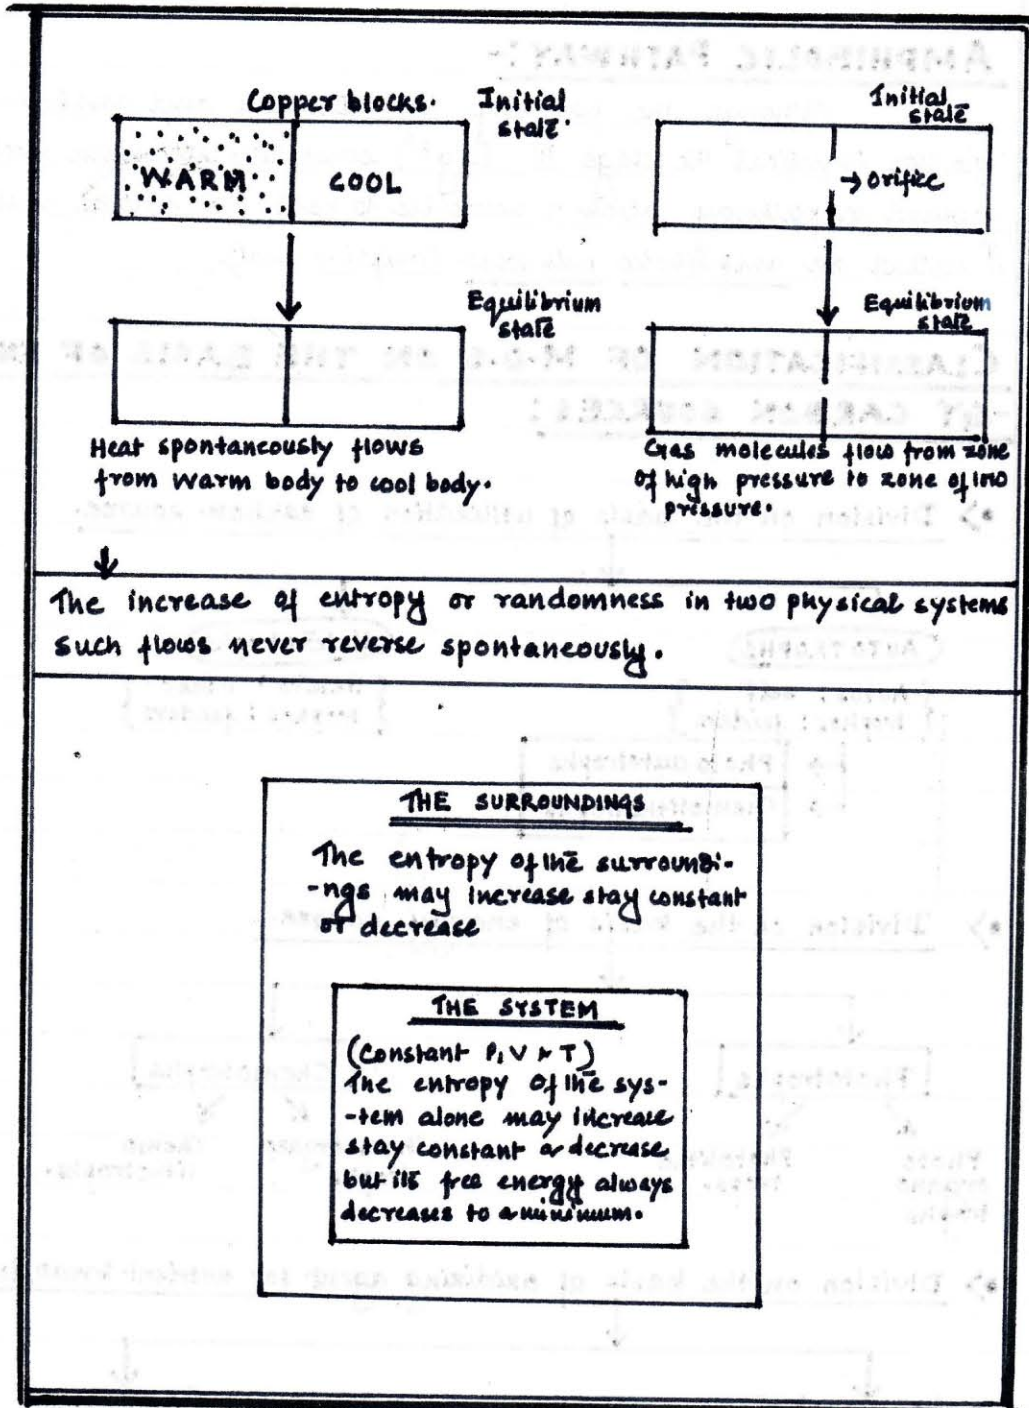 Copper blocks. Initial
state.
WARM COOL
Equilibrium
state
Heat spontaneously flows
from warm body to cool body.
Initial
state
→ Orifice
Equilibrium
state
Gas molecules flow from zone
of high pressure to zone of low
pressure.
The increase of entropy or randomness in two physical systems
Such flows never reverse spontaneously.
THE SURROUNDINGS
The entropy of the surroundi-
-ngs may increase stay constant
or decrease
THE SYSTEM
(Constant P, V & T)
The entropy of the sys-
-tem alone may increase
stay constant or decrease
but its free energy always
decreases to a minimum.